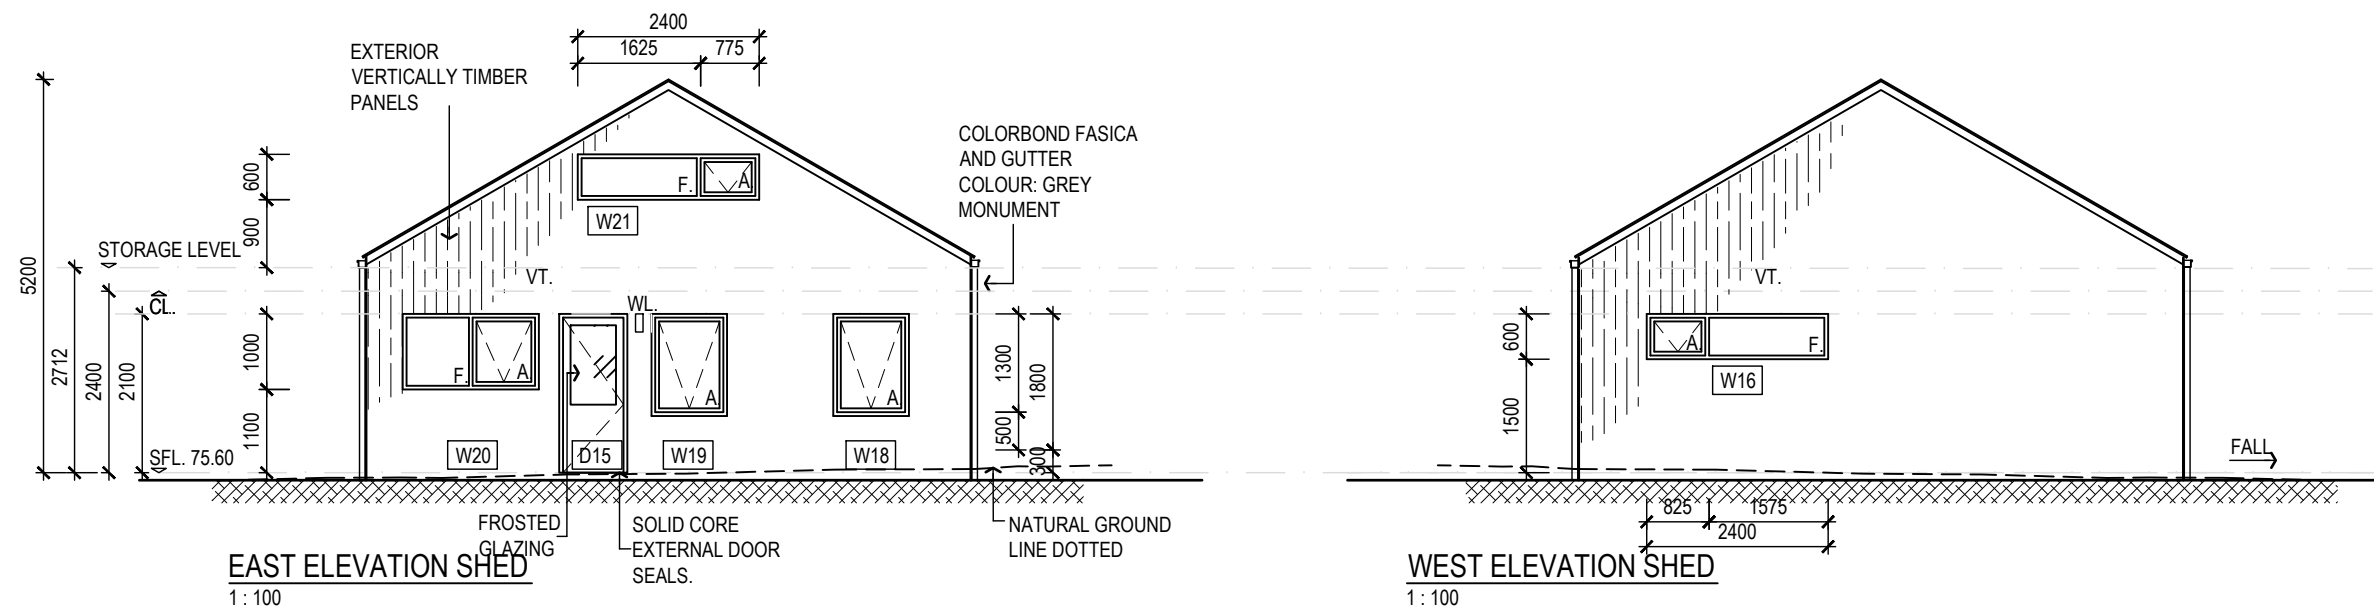 2400
1625
775
EXTERIOR
VERTICALLY TIMBER
PANELS
COLORBOND FASICA
AND GUTTER
COLOUR: GREY
MONUMENT
600
900
STORAGE LEVEL
5200
2712
2400
2100
CL.
1000
1100
SFL. 75.60
F.
A
W21
VT.
WL.
F.
A
A
A
W20
D15
W19
W18
1300
500
1800
300
FROSTED
GLAZING
SOLID CORE
EXTERNAL DOOR
SEALS.
NATURAL GROUND
LINE DOTTED
EAST ELEVATION SHED
1 : 100
VT.
600
1500
A
F.
W16
FALL
825
1575
2400
WEST ELEVATION SHED
1 : 100